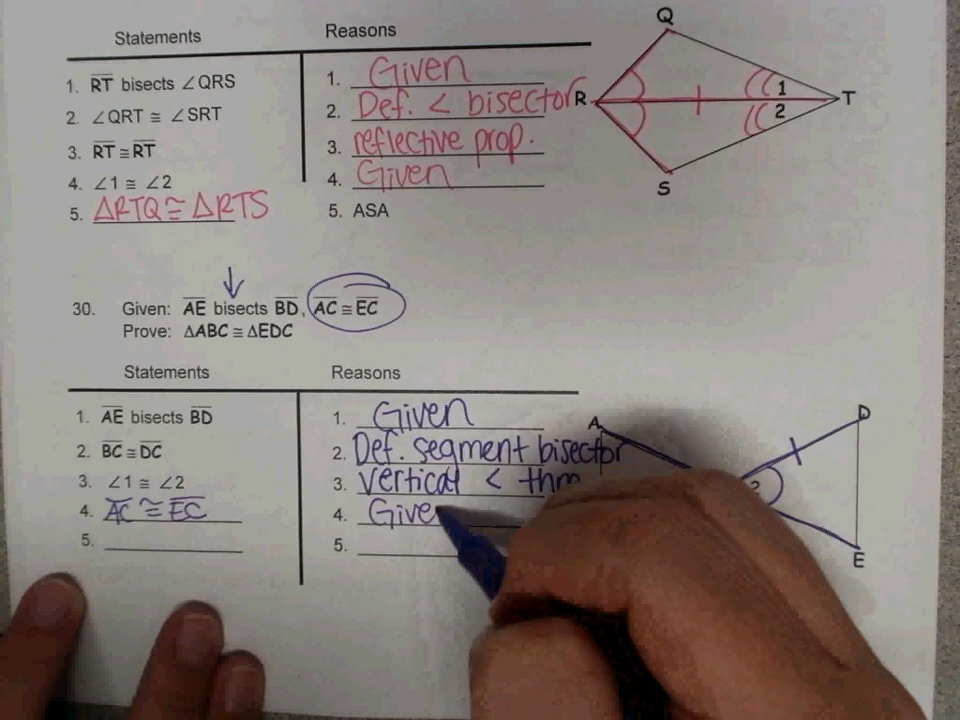 Statements Reasons
1. RT bisects ∠QRS 1. Given
2. ∠QRT ≅ ∠SRT 2. Def. < bisector
3. RT ≅ RT 3. reflective prop.
4. ∠1 ≅ ∠2 4. Given
5. ΔRTQ ≅ ΔRTS 5. ASA
Q
R
1
2
T
S
30. Given: AE bisects BD, AC ≅ EC
Prove: ΔABC ≅ ΔEDC
Statements Reasons
1. AE bisects BD 1. Given
2. BC ≅ DC 2. Def. segment bisector
3. ∠1 ≅ ∠2 3. vertical < thm
4. AC ≅ EC 4. Give
5. 5.
A
D
2
E